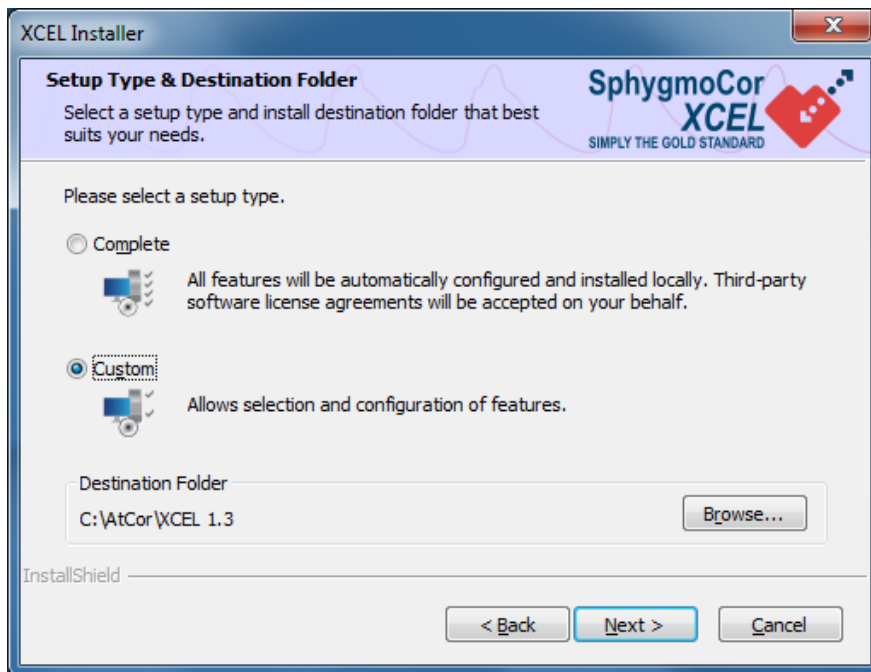 XCEL Installer
Setup Type & Destination Folder
Select a setup type and install destination folder that best
suits your needs.
SphygmoCor
XCEL
SIMPLY THE GOLD STANDARD
Please select a setup type.
Complete
All features will be automatically configured and installed locally. Third-party
software license agreements will be accepted on your behalf.
Custom
Allows selection and configuration of features.
Destination Folder
C:\AtCor\XCEL 1.3
Browse...
InstallShield
< Back
Next >
Cancel